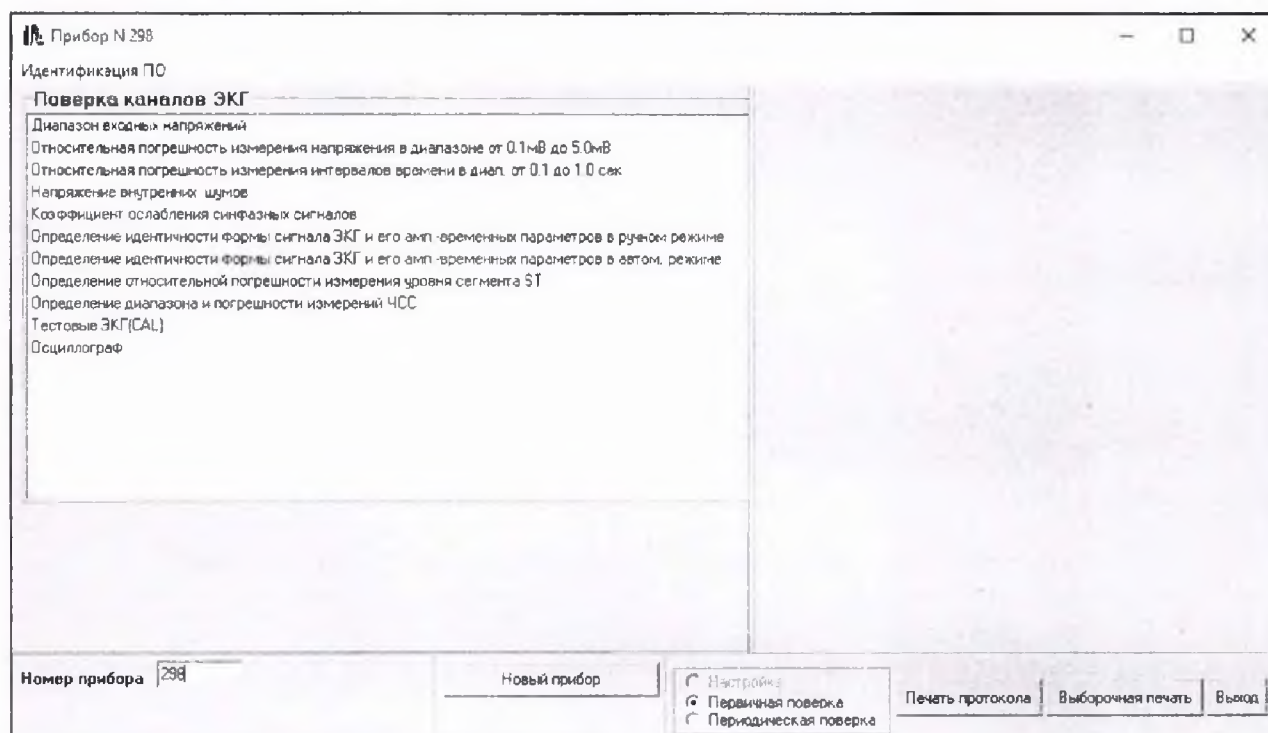 Прибор N 298
Идентификация ПО
Поверка каналов ЭКГ
Диапазон входных напряжений
Относительная погрешность измерения напряжения в диапазоне от 0.1мВ до 5.0мВ
Относительная погрешность измерения интервалов времени в диап. от 0.1 до 1.0 сек
Напряжение внутренних шумов
Коэффициент ослабления синфазных сигналов
Определение идентичности формы сигнала ЭКГ и его амп.-временных параметров в ручном режиме
Определение идентичности формы сигнала ЭКГ и его амп.-временных параметров в автом. режиме
Определение относительной погрешности измерения уровня сегмента ST
Определение диапазона и погрешности измерений ЧСС
Тестовые ЭКГ(CAL)
Осциллограф
Номер прибора 298
Новый прибор
Настройка
Первичная поверка
Периодическая поверка
Печать протокола
Выборочная печать
Выход